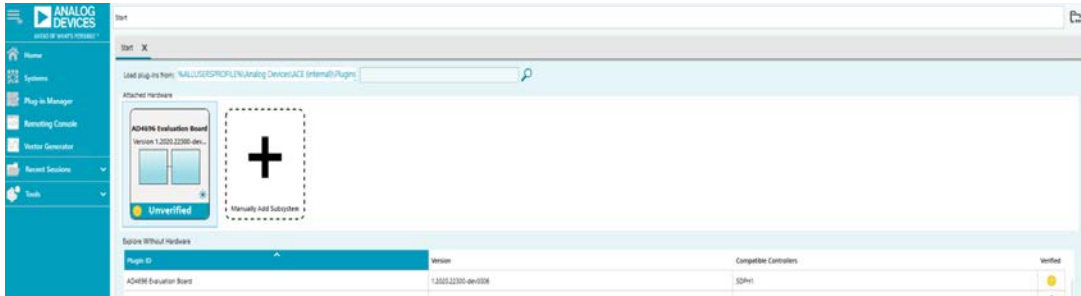 ANALOG
DEVICES
AHEAD OF WHAT'S POSSIBLE™
Start
Home
Systems
Plug-in Manager
Remoting Console
Vector Generator
Recent Sessions
Tools
Start X
Load plug-ins from: %ALLUSERSPROFILE%\Analog Devices\ACE (internal)\Plugins
Attached Hardware
AD4696 Evaluation Board
Version 1.2020.22300-dev...
Unverified
Manually Add Subsystem
Explore Without Hardware
Plugin ID Version Compatible Controllers Verified
AD4696 Evaluation Board 1.2020.22300-dev0006 SDPH1